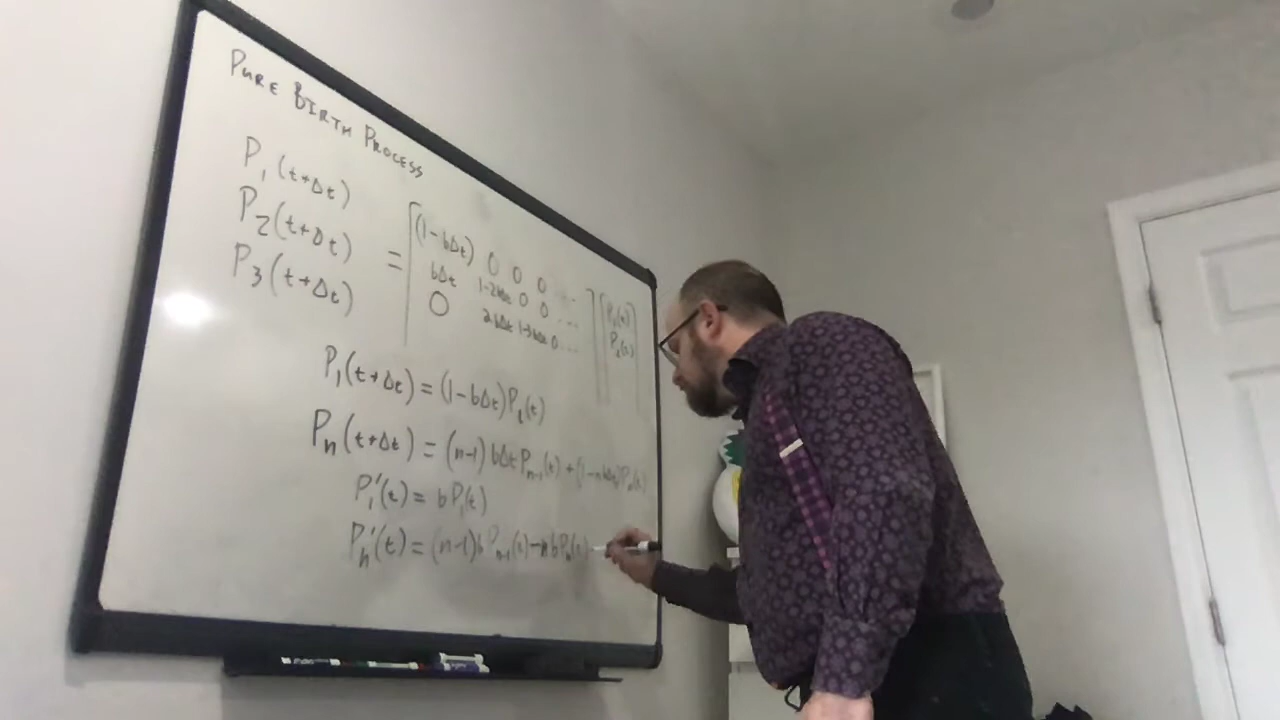 PURE BIRTH PROCESS
P₁(t+Δt)
P₂(t+Δt)
P₃(t+Δt)
=
(1-bΔt) 0 0 0 ...
bΔt 1-2bΔt 0 0 ...
0 2bΔt 1-3bΔt 0 ...
P₁(t)
P₂(t)
P₁(t+Δt) = (1-bΔt)P₁(t)
Pₙ(t+Δt) = (n-1)bΔt Pₙ₋₁(t) + (1-nbΔt)Pₙ(t)
P₁'(t) = bP₁(t)
Pₙ'(t) = (n-1)b Pₙ₋₁(t) - nbPₙ(t)